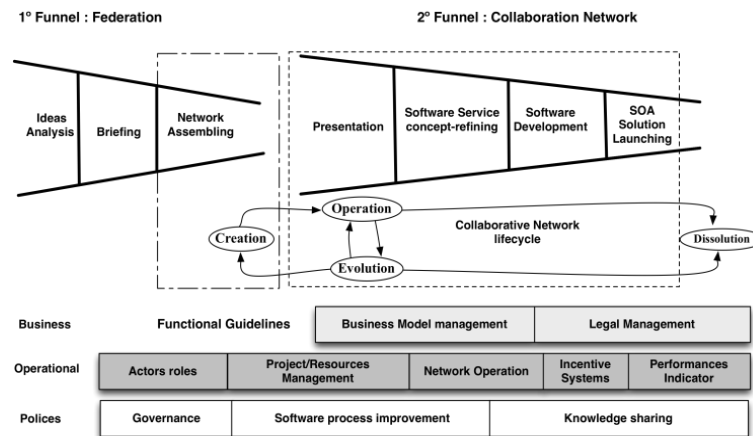 1º Funnel : Federation
2º Funnel : Collaboration Network
Ideas
Analysis
Briefing
Network
Assembling
Presentation
Software Service
concept-refining
Software
Development
SOA
Solution
Launching
Operation
Creation
Collaborative Network
lifecycle
Dissolution
Evolution
Business
Functional Guidelines
Business Model management
Legal Management
Operational
Actors roles
Project/Resources
Management
Network Operation
Incentive
Systems
Performances
Indicator
Polices
Governance
Software process improvement
Knowledge sharing